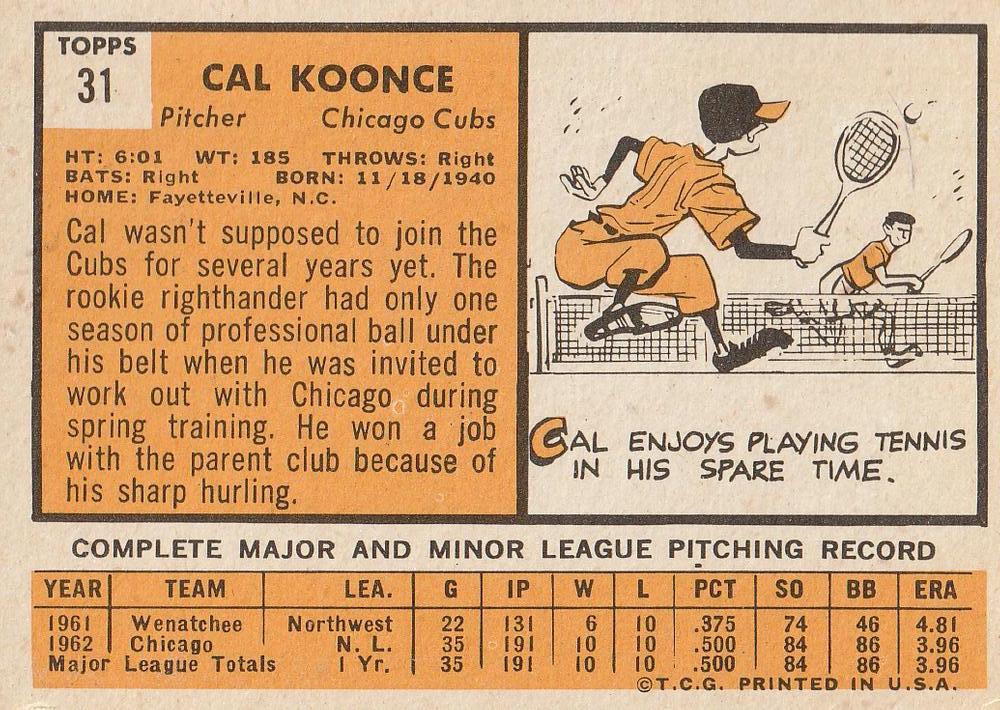 TOPPS
31
CAL KOONCE
Pitcher Chicago Cubs
HT: 6:01 WT: 185 THROWS: Right
BATS: Right BORN: 11/18/1940
HOME: Fayetteville, N.C.
Cal wasn't supposed to join the
Cubs for several years yet. The
rookie righthander had only one
season of professional ball under
his belt when he was invited to
work out with Chicago during
spring training. He won a job
with the parent club because of
his sharp hurling.
CAL ENJOYS PLAYING TENNIS
IN HIS SPARE TIME.
COMPLETE MAJOR AND MINOR LEAGUE PITCHING RECORD
YEAR TEAM LEA. G IP W L PCT SO BB ERA
1961 Wenatchee Northwest 22 131 6 10 .375 74 46 4.81
1962 Chicago N. L. 35 191 10 10 .500 84 86 3.96
Major League Totals 1 Yr. 35 191 10 10 .500 84 86 3.96
©T.C.G. PRINTED IN U.S.A.